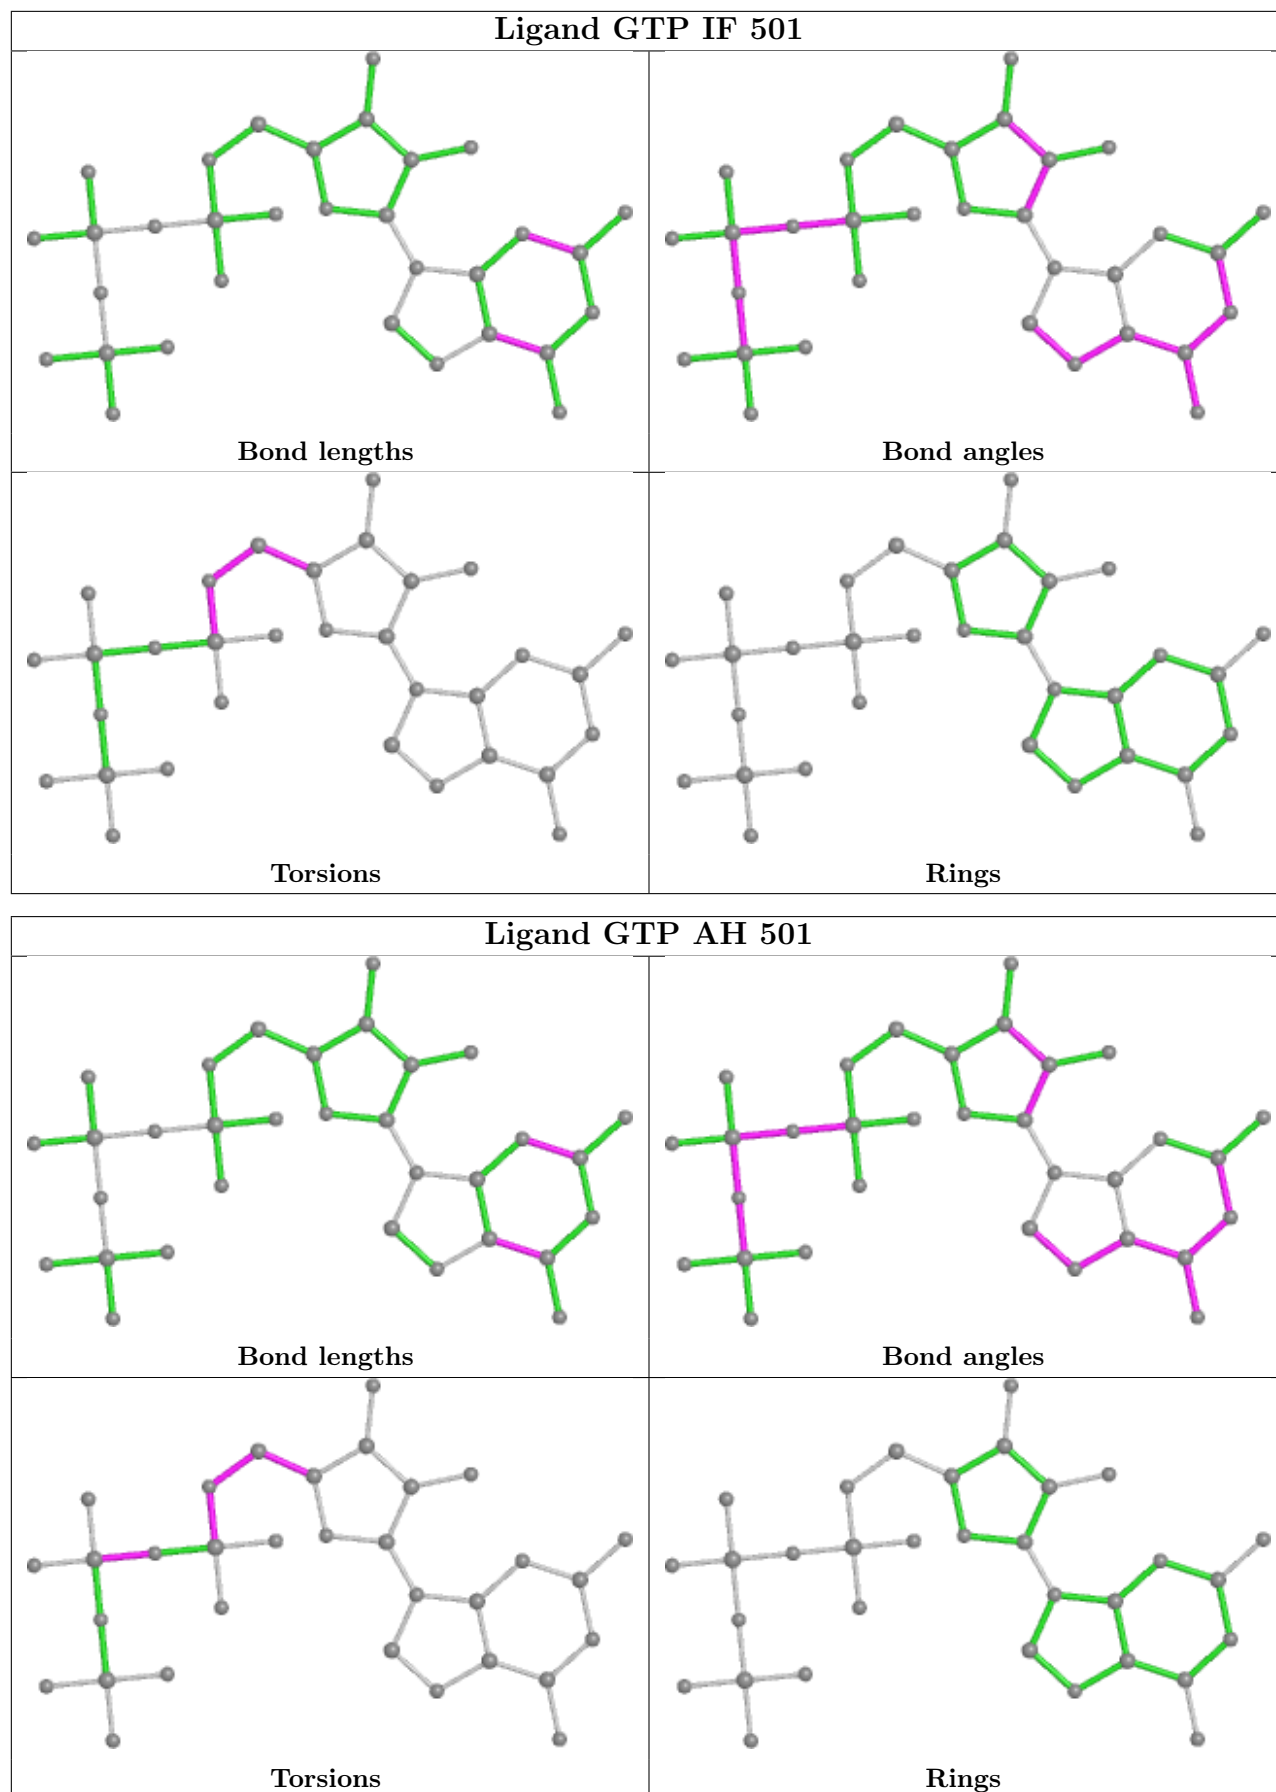 Ligand GTP IF 501
Bond lengths
Bond angles
Torsions
Rings
Ligand GTP AH 501
Bond lengths
Bond angles
Torsions
Rings